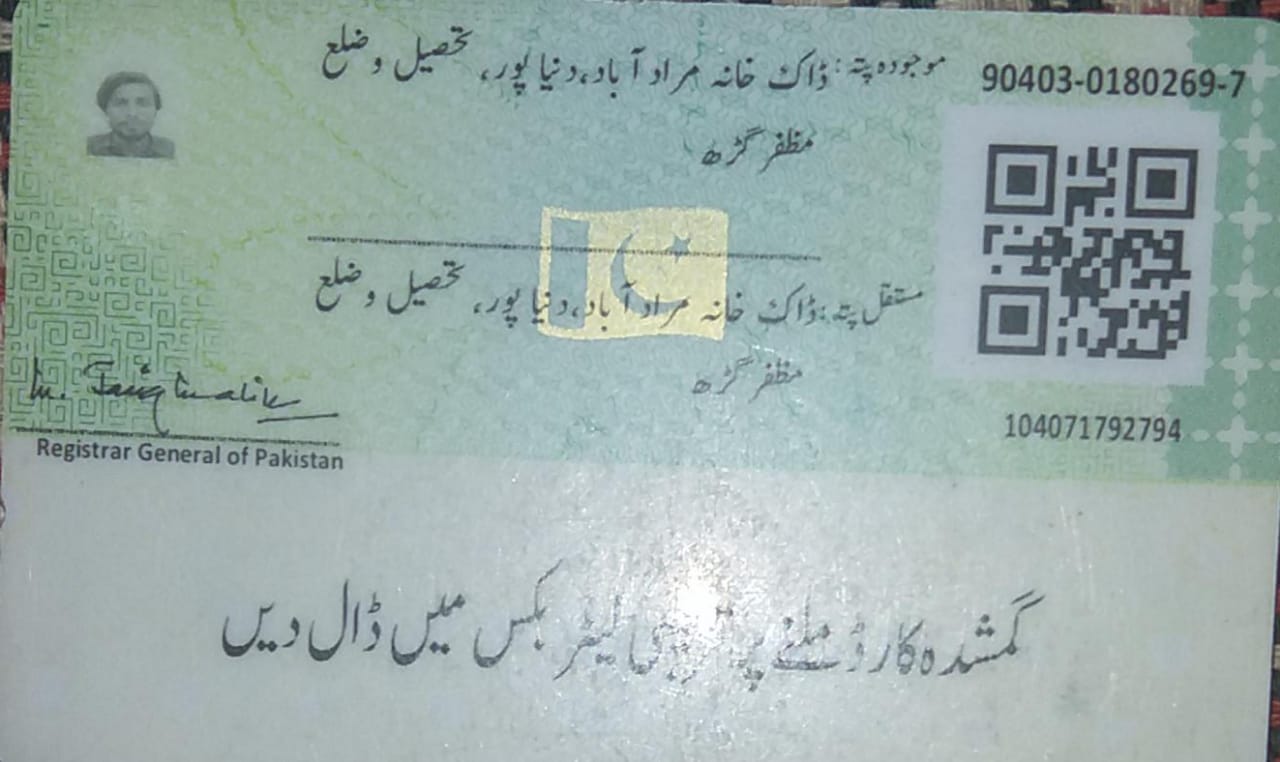 موجودہ پتہ: ڈاک خانہ مراد آباد،دنیا پور، تحصیل و ضلع
مظفر گڑھ
90403-0180269-7
مستقل پتہ: ڈاک خانہ مراد آباد،دنیا پور، تحصیل و ضلع
مظفر گڑھ
104071792794
Registrar General of Pakistan
گمشدہ کارڈ ملنے پر قریبی لیٹر بکس میں ڈال دیں